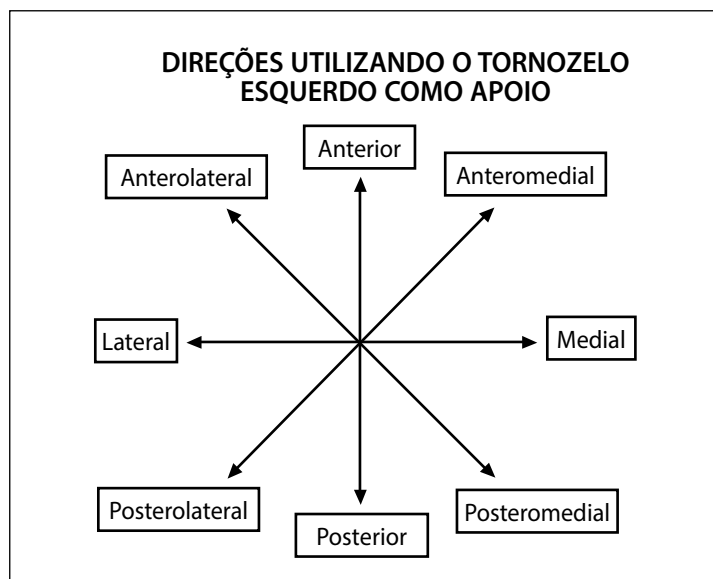 DIREÇÕES UTILIZANDO O TORNOZELO
ESQUERDO COMO APOIO
Anterior
Anterolateral
Anteromedial
Lateral
Medial
Posterolateral
Posteromedial
Posterior